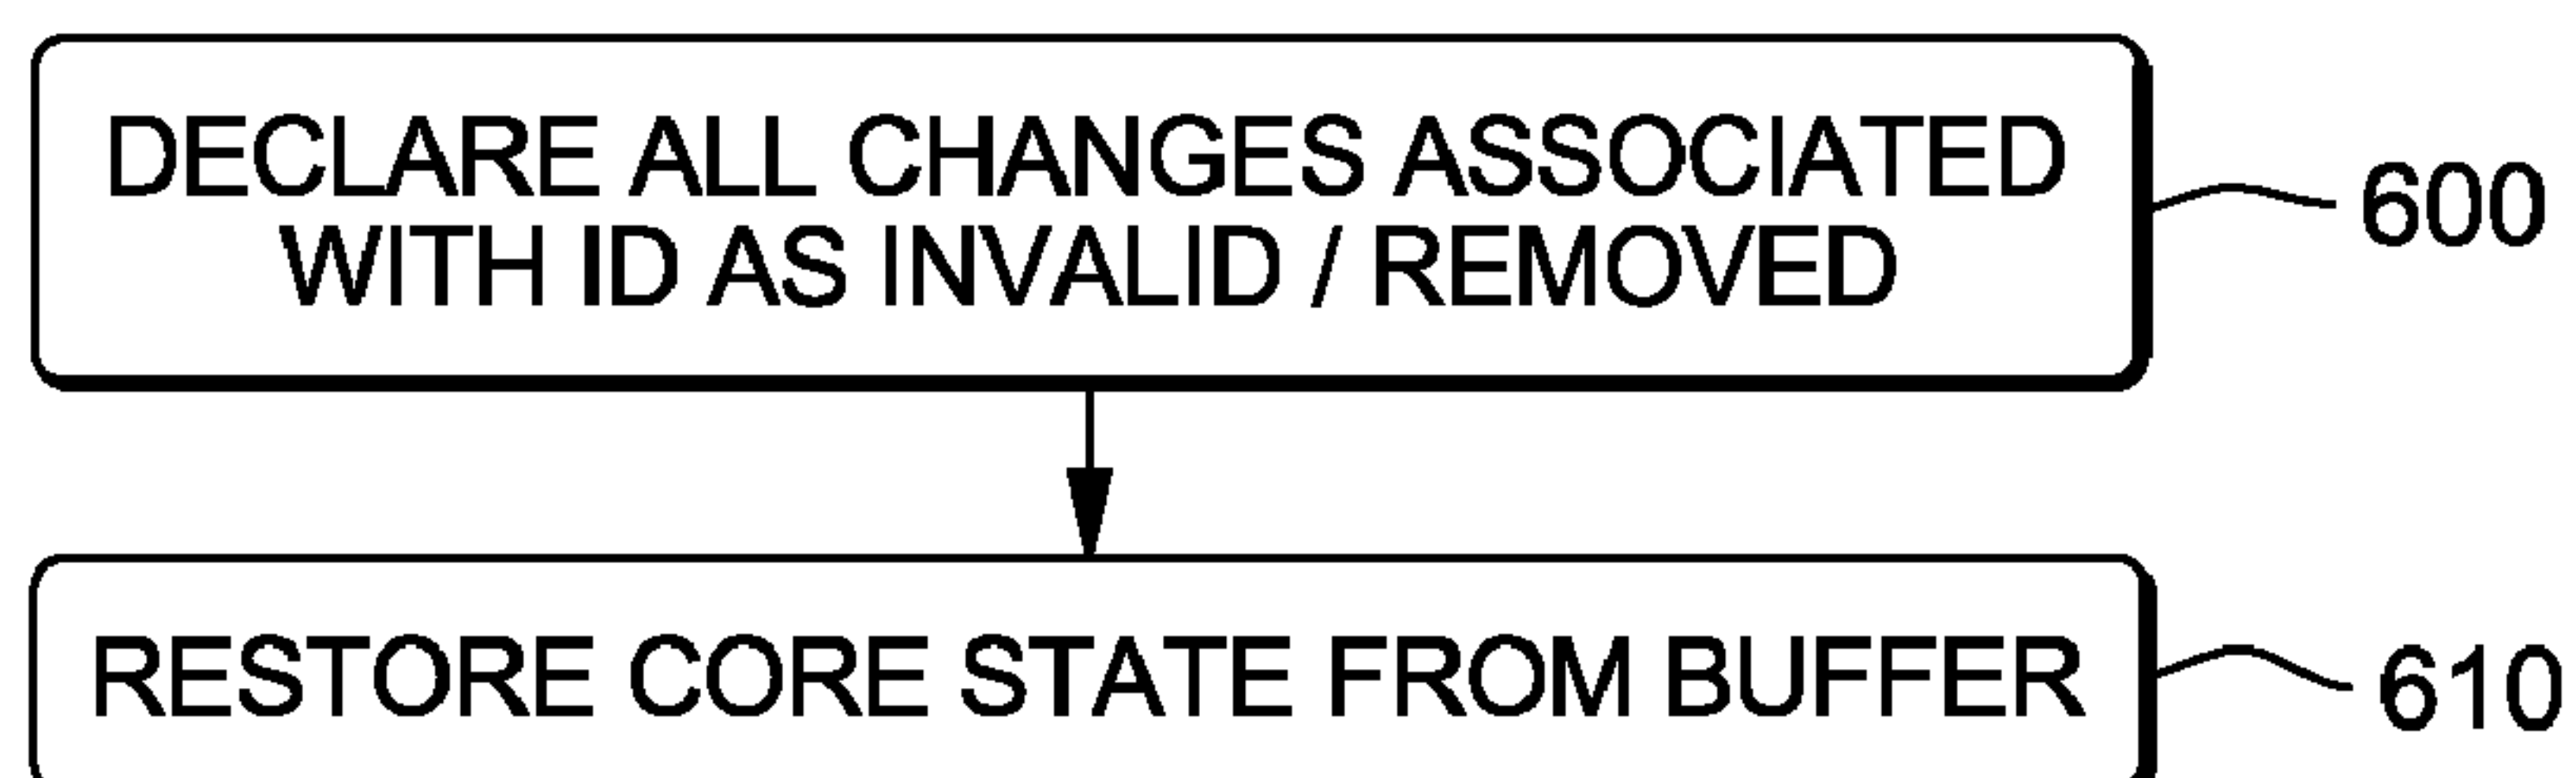 DECLARE ALL CHANGES ASSOCIATED
WITH ID AS INVALID / REMOVED
600
RESTORE CORE STATE FROM BUFFER
610